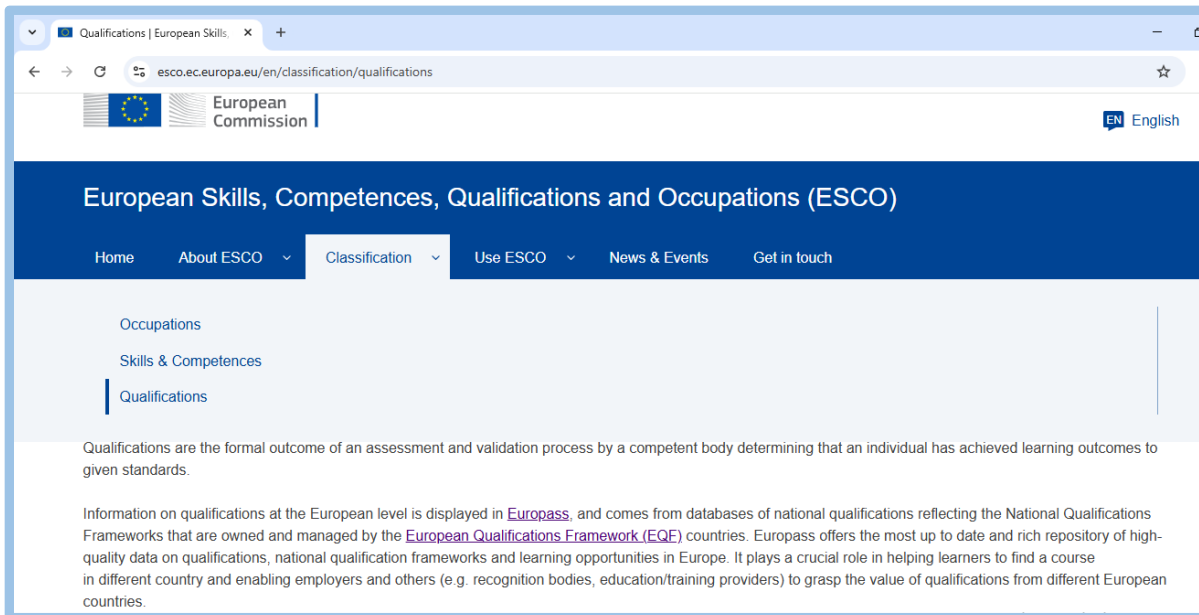 Qualifications | European Skills,
esco.ec.europa.eu/en/classification/qualifications
European
Commission
EN English
European Skills, Competences, Qualifications and Occupations (ESCO)
Home About ESCO Classification Use ESCO News & Events Get in touch
Occupations
Skills & Competences
Qualifications
Qualifications are the formal outcome of an assessment and validation process by a competent body determining that an individual has achieved learning outcomes to
given standards.
Information on qualifications at the European level is displayed in Europass, and comes from databases of national qualifications reflecting the National Qualifications
Frameworks that are owned and managed by the European Qualifications Framework (EQF) countries. Europass offers the most up to date and rich repository of high-
quality data on qualifications, national qualification frameworks and learning opportunities in Europe. It plays a crucial role in helping learners to find a course
in different country and enabling employers and others (e.g. recognition bodies, education/training providers) to grasp the value of qualifications from different European
countries.